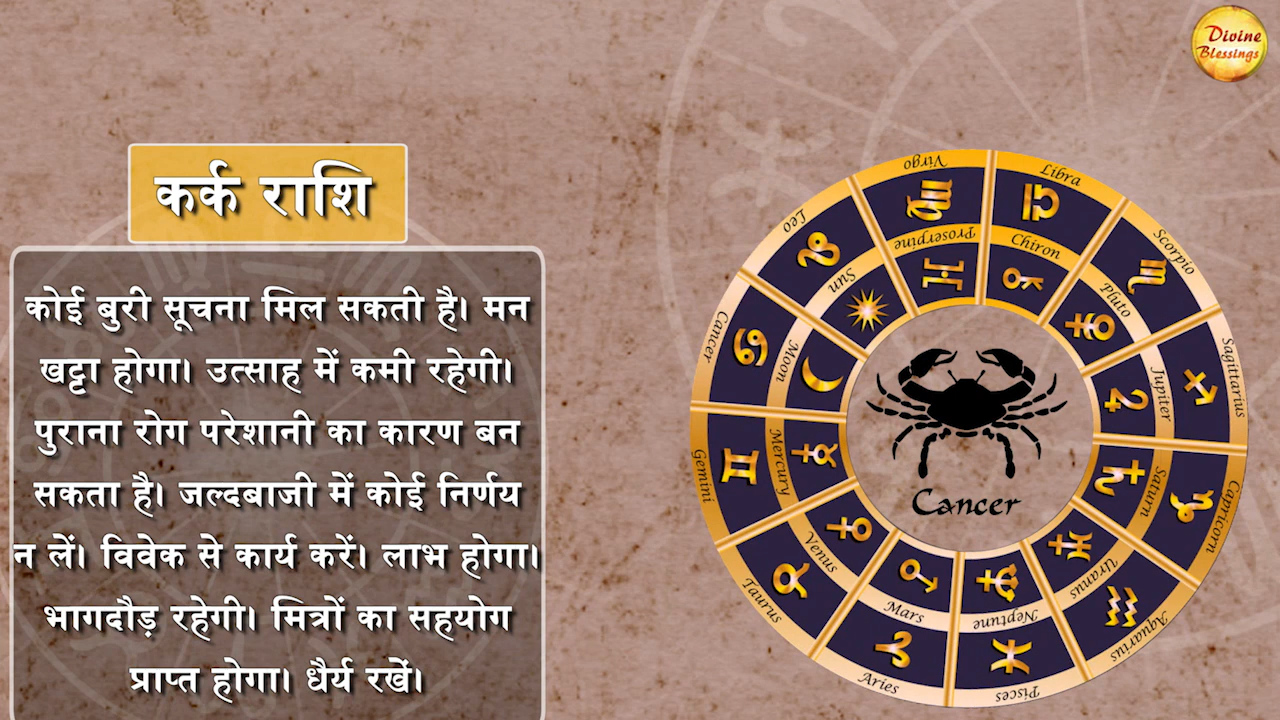 Divine
Blessings
कर्क राशि
कोई बुरी सूचना मिल सकती है। मन
खट्टा होगा। उत्साह में कमी रहेगी।
पुराना रोग परेशानी का कारण बन
सकता है। जल्दबाजी में कोई निर्णय
न लें। विवेक से कार्य करें। लाभ होगा।
भागदौड़ रहेगी। मित्रों का सहयोग
प्राप्त होगा। धैर्य रखें।
Virgo
Libra
Scorpio
Sagittarius
Capricorn
Aquarius
Pisces
Aries
Taurus
Gemini
Cancer
Leo
Proserpine
Chiron
Pluto
Jupiter
Saturn
Uranus
Neptune
Mars
Venus
Mercury
Moon
Sun
Cancer